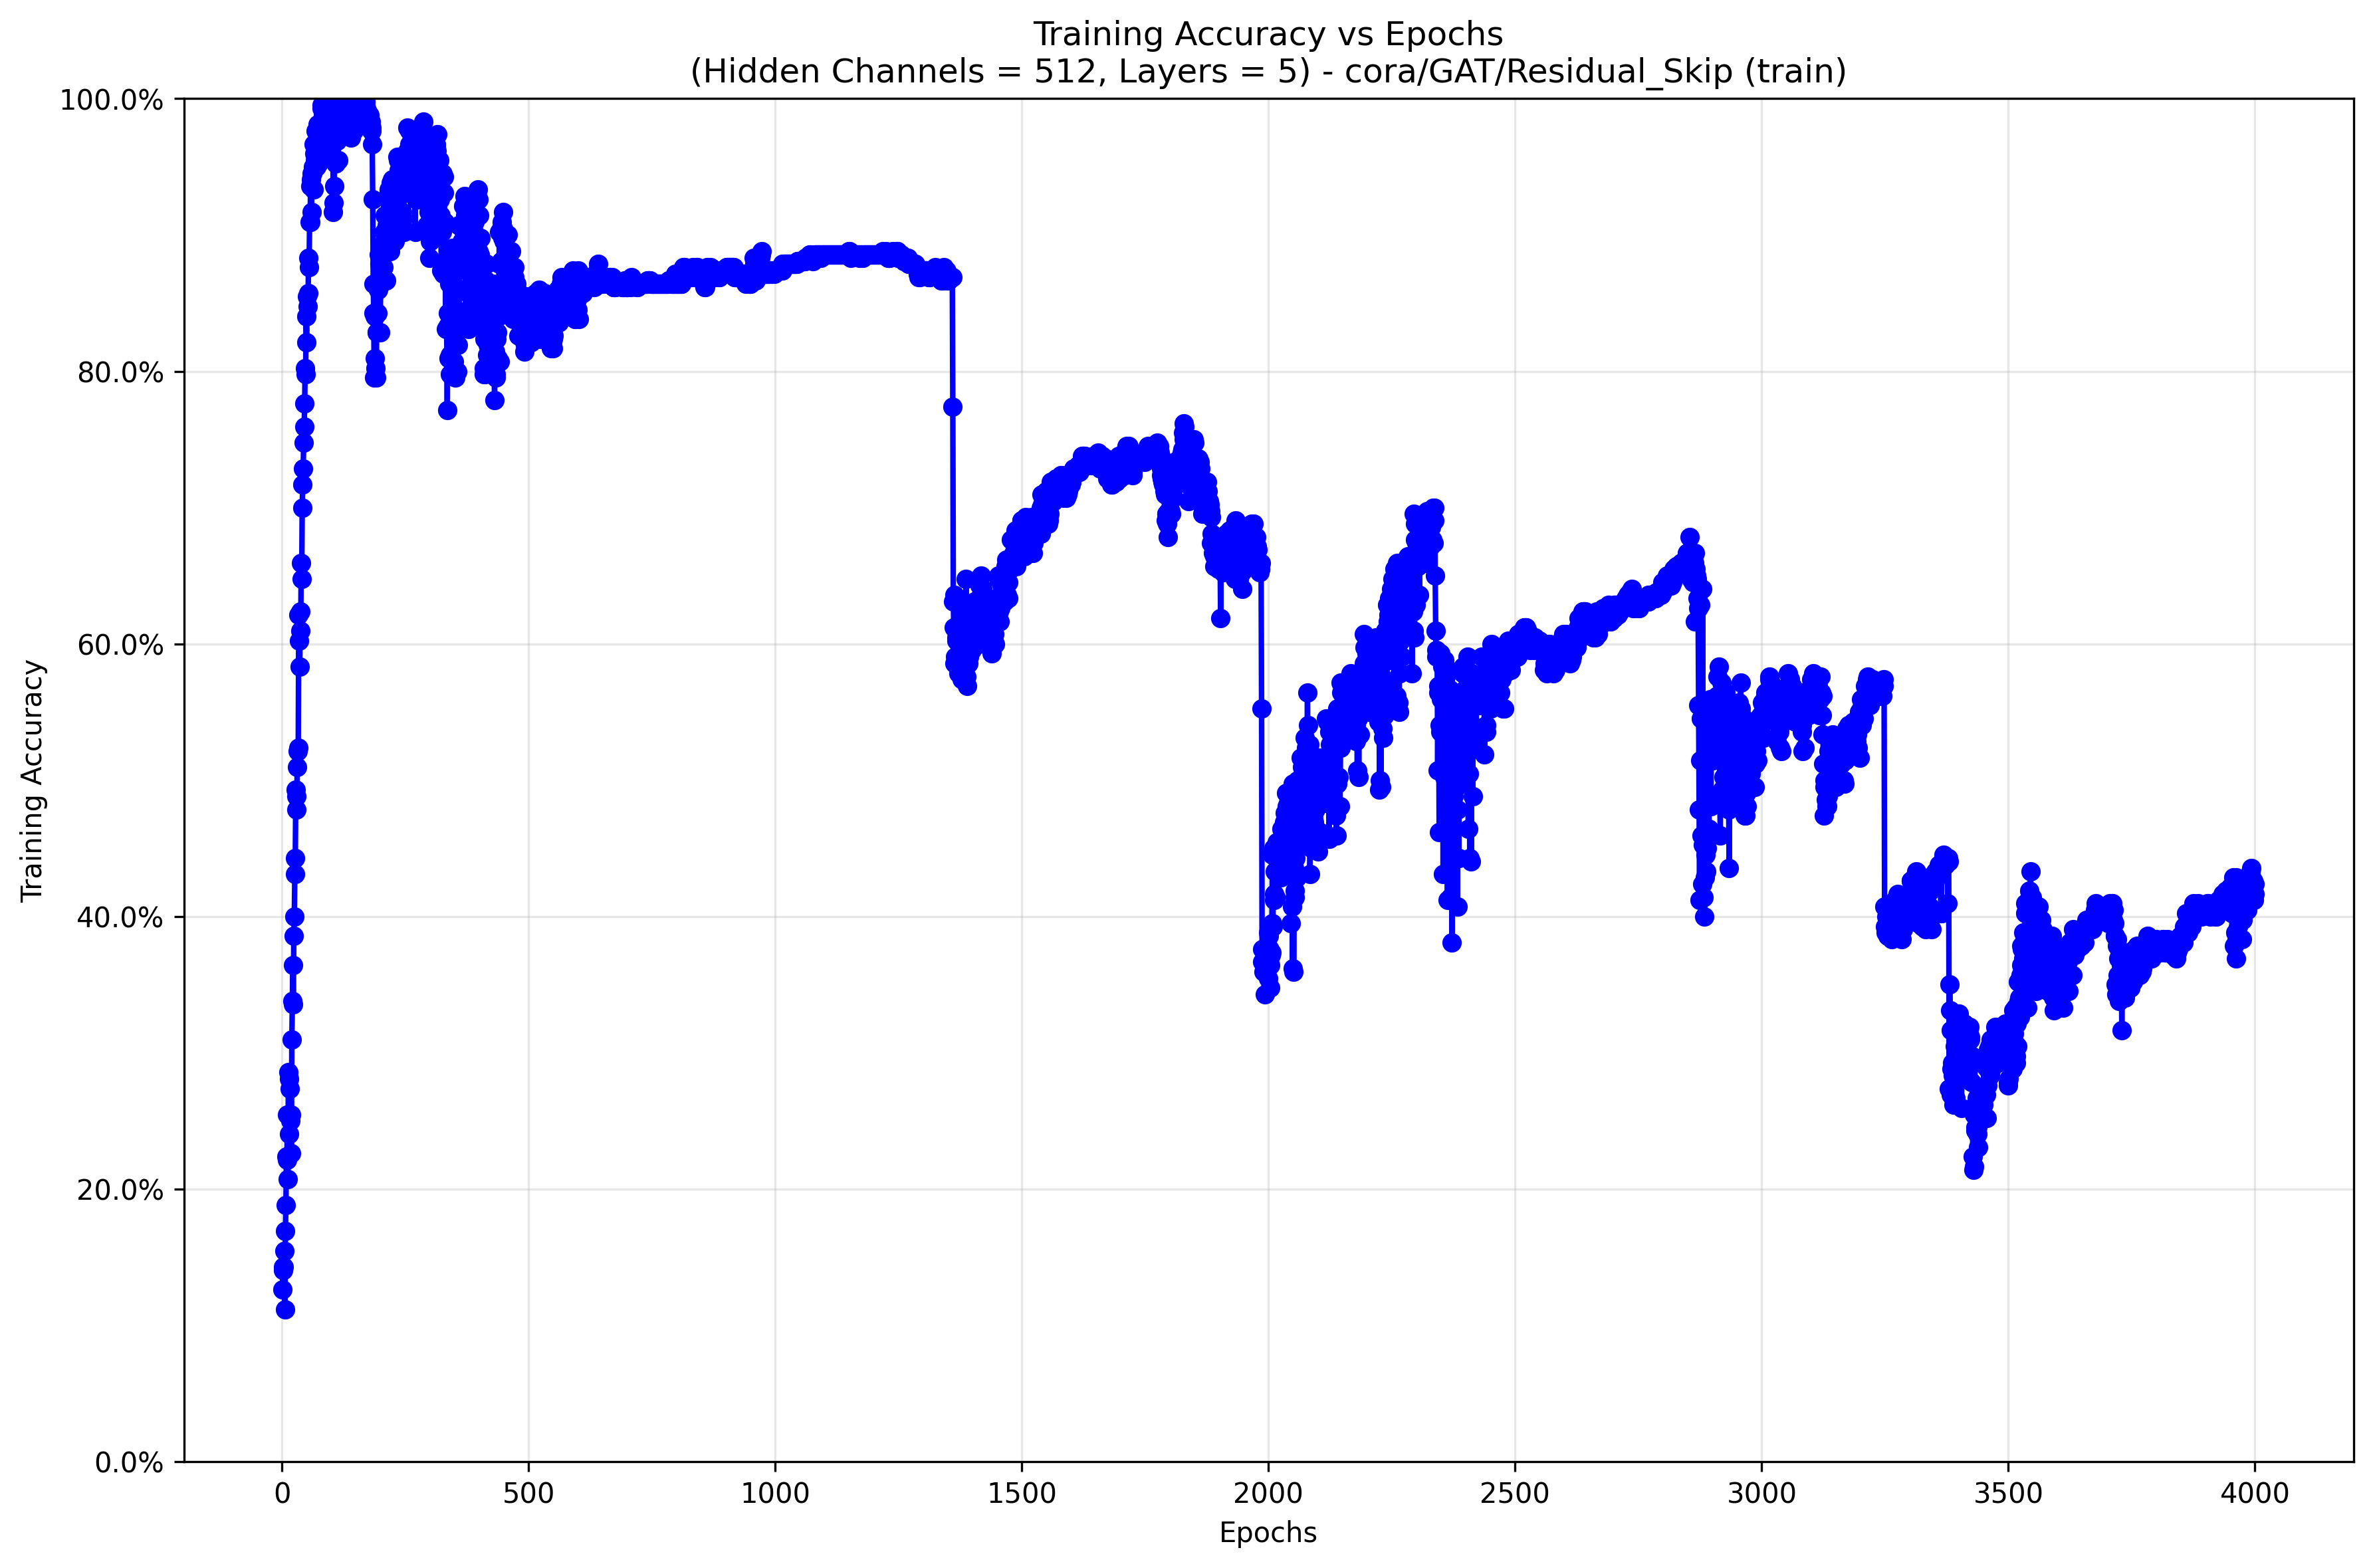 Training Accuracy vs Epochs
(Hidden Channels = 512, Layers = 5) - cora/GAT/Residual_Skip (train)
100.0%
80.0%
60.0%
40.0%
20.0%
0.0%
Training Accuracy
0 500 1000 1500 2000 2500 3000 3500 4000
Epochs